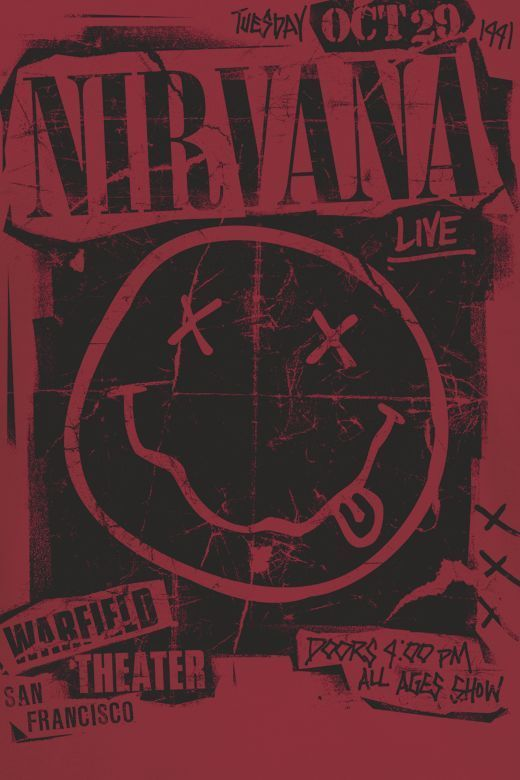 TUESDAY OCT 29 1991
NIRVANA
LIVE
WARFIELD
THEATER
SAN
FRANCISCO
DOORS 4:00 PM
ALL AGES SHOW